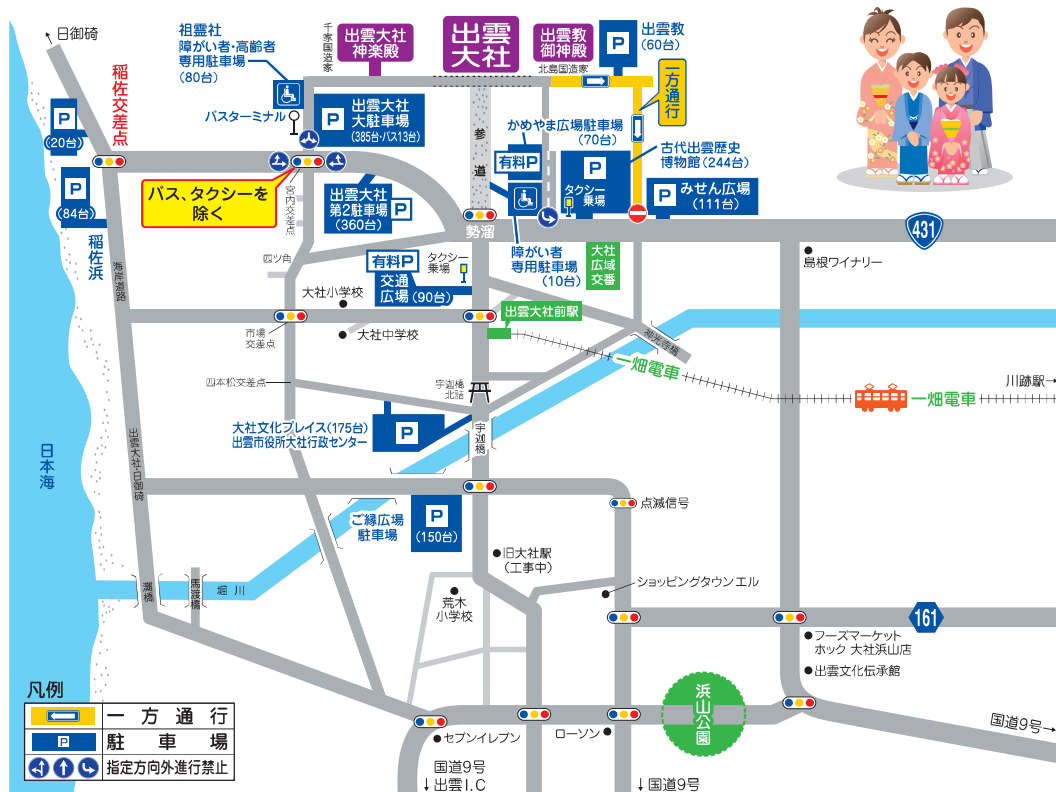 日御碕
祖霊社
障がい者・高齢者
専用駐車場
(80台)
千家国造家
出雲大社
神楽殿
出雲
大社
出雲教
御神殿
北島国造家
P
出雲教
(60台)
一方通行
稲佐交差点
P
(20台)
バスターミナル
P
出雲大社
大駐車場
(385台・バス13台)
参道
かめやま広場駐車場
(70台)
有料P
P
タクシー
乗場
古代出雲歴史
博物館(244台)
P
みせん広場
(111台)
P
(84台)
稲佐浜
バス、タクシーを
除く
宮内交差点
出雲大社
第2駐車場
(360台)
P
勢溜
431
障がい者
専用駐車場
(10台)
大社
広域
交番
島根ワイナリー
海岸道路
四ツ角
有料P
交通
広場(90台)
タクシー
乗場
大社小学校
出雲大社前駅
市場
交差点
大社中学校
神光寺橋
一畑電車
川跡駅→
一畑電車
四本松交差点
宇迦橋
北詰
大社文化プレイス(175台)
出雲市役所大社行政センター
P
宇迦橋
日本海
出雲大社・日御碕
ご縁広場
駐車場
P
(150台)
点滅信号
旧大社駅
(工事中)
ショッピングタウン エル
灘橋
馬渡橋
堀川
荒木
小学校
161
フーズマーケット
ホック 大社浜山店
出雲文化伝承館
浜山公園
凡例
一方通行
P
駐車場
指定方向外進行禁止
セブンイレブン
ローソン
国道9号→
国道9号
↓出雲I.C
↓国道9号